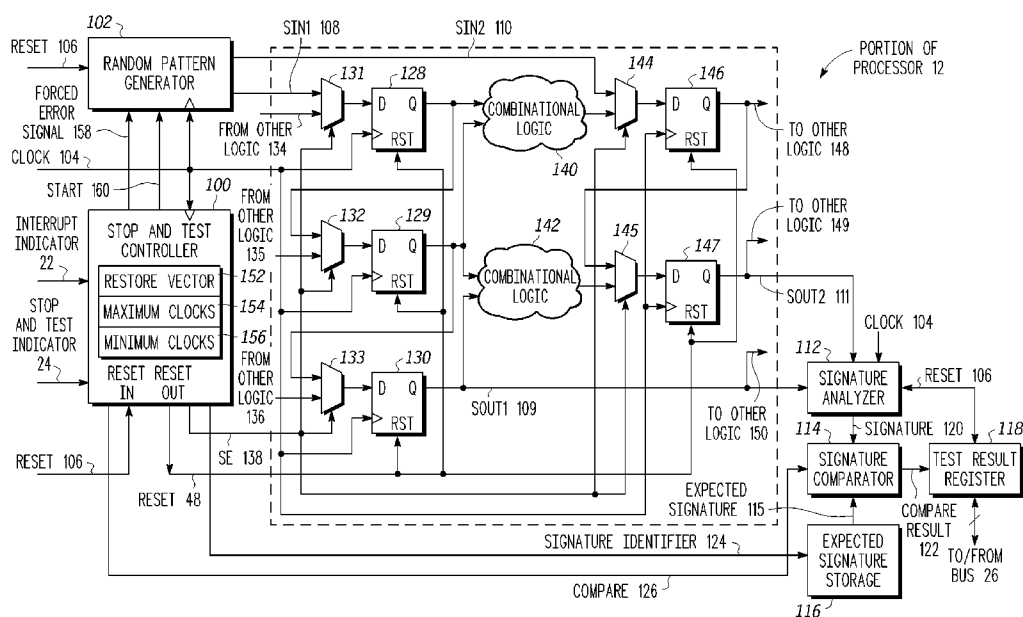 102
RESET 106
RANDOM PATTERN
GENERATOR
FORCED
ERROR
SIGNAL 158
CLOCK 104
START 160
100
STOP AND TEST
CONTROLLER
INTERRUPT
INDICATOR
22
RESTORE VECTOR
152
MAXIMUM CLOCKS
154
MINIMUM CLOCKS
156
STOP
AND TEST
INDICATOR
24
RESET RESET
IN OUT
RESET 106
SE 138
RESET 48
SIN1 108
SIN2 110
131
128
D Q
RST
FROM OTHER
LOGIC 134
COMBINATIONAL
LOGIC
140
144
146
D Q
RST
PORTION OF
PROCESSOR 12
TO OTHER
LOGIC 148
FROM
OTHER
LOGIC
135
132
129
D Q
RST
142
COMBINATIONAL
LOGIC
145
147
D Q
RST
TO OTHER
LOGIC 149
SOUT2 111
FROM
OTHER
LOGIC
136
133
130
D Q
RST
SOUT1 109
TO OTHER
LOGIC 150
CLOCK 104
112
SIGNATURE
ANALYZER
RESET 106
SIGNATURE 120
114
SIGNATURE
COMPARATOR
118
TEST RESULT
REGISTER
EXPECTED
SIGNATURE 115
COMPARE
RESULT
122
TO/FROM
BUS 26
SIGNATURE IDENTIFIER 124
COMPARE 126
EXPECTED
SIGNATURE
STORAGE
116